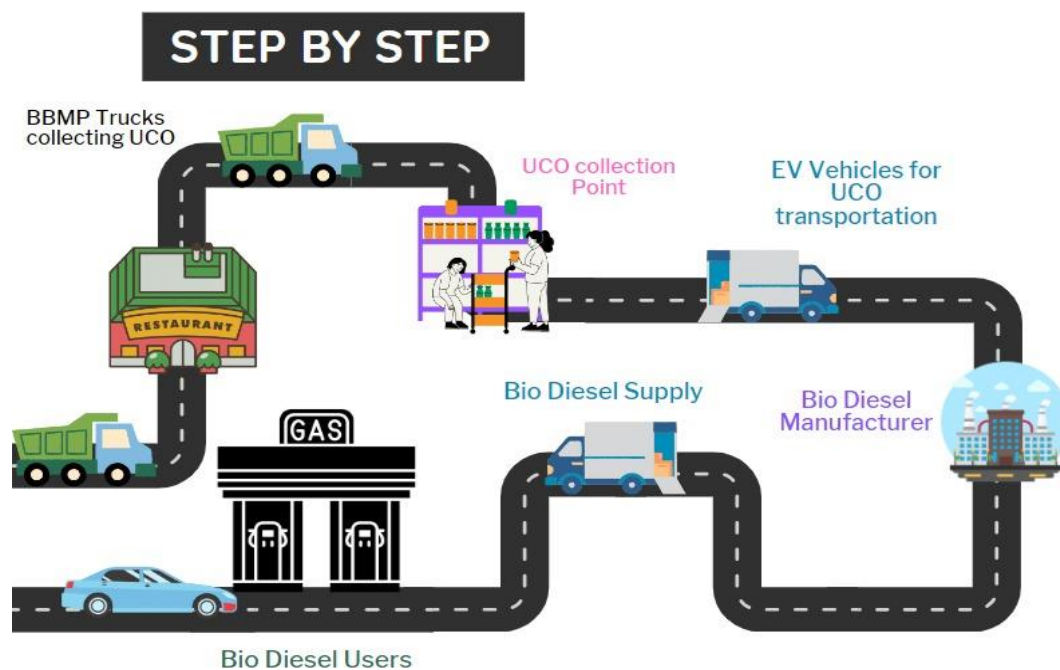 STEP BY STEP
BBMP Trucks
collecting UCO
UCO collection
Point
EV Vehicles for
UCO
transportation
RESTAURANT
Bio Diesel Supply
Bio Diesel
Manufacturer
GAS
Bio Diesel Users